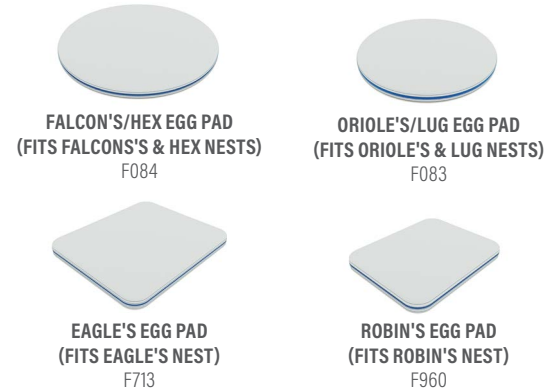 FALCON'S/HEX EGG PAD
(FITS FALCONS'S & HEX NESTS)
F084
ORIOLE'S/LUG EGG PAD
(FITS ORIOLE'S & LUG NESTS)
F083
EAGLE'S EGG PAD
(FITS EAGLE'S NEST)
F713
ROBIN'S EGG PAD
(FITS ROBIN'S NEST)
F960